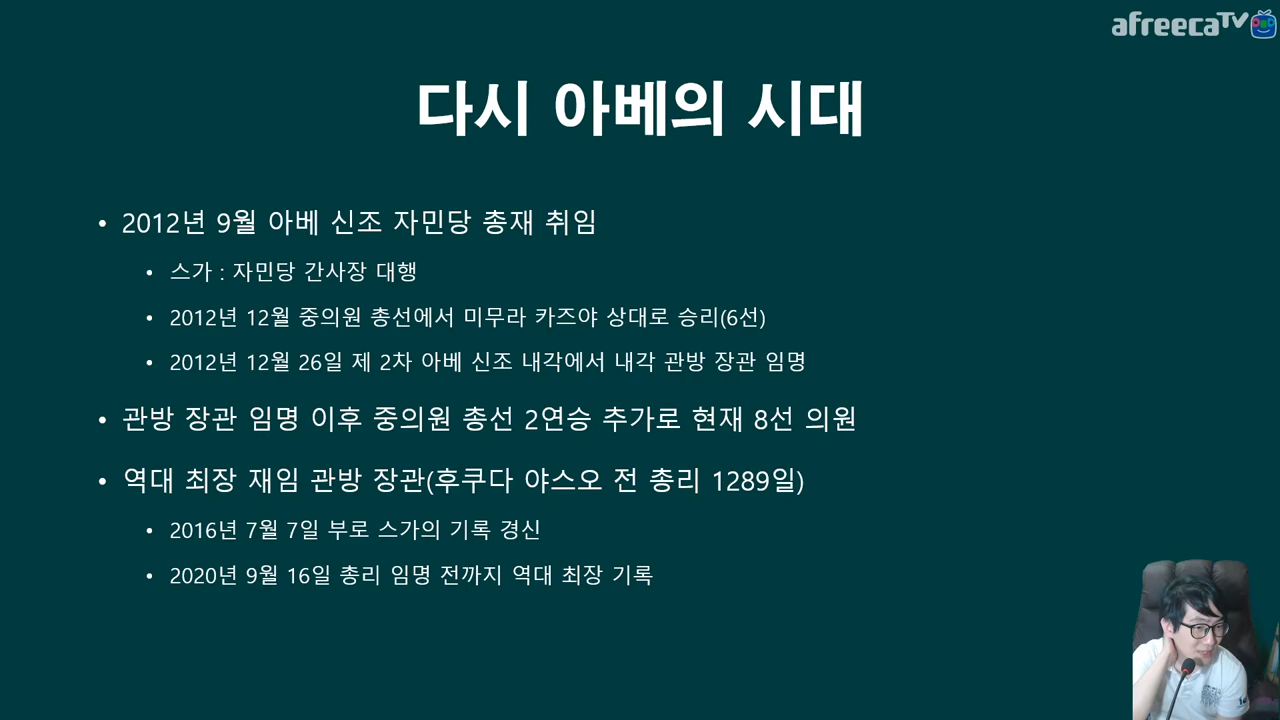 afreecaTV
다시 아베의 시대
• 2012년 9월 아베 신조 자민당 총재 취임
• 스가 : 자민당 간사장 대행
• 2012년 12월 중의원 총선에서 미무라 카즈야 상대로 승리(6선)
• 2012년 12월 26일 제 2차 아베 신조 내각에서 내각 관방 장관 임명
• 관방 장관 임명 이후 중의원 총선 2연승 추가로 현재 8선 의원
• 역대 최장 재임 관방 장관(후쿠다 야스오 전 총리 1289일)
• 2016년 7월 7일 부로 스가의 기록 경신
• 2020년 9월 16일 총리 임명 전까지 역대 최장 기록